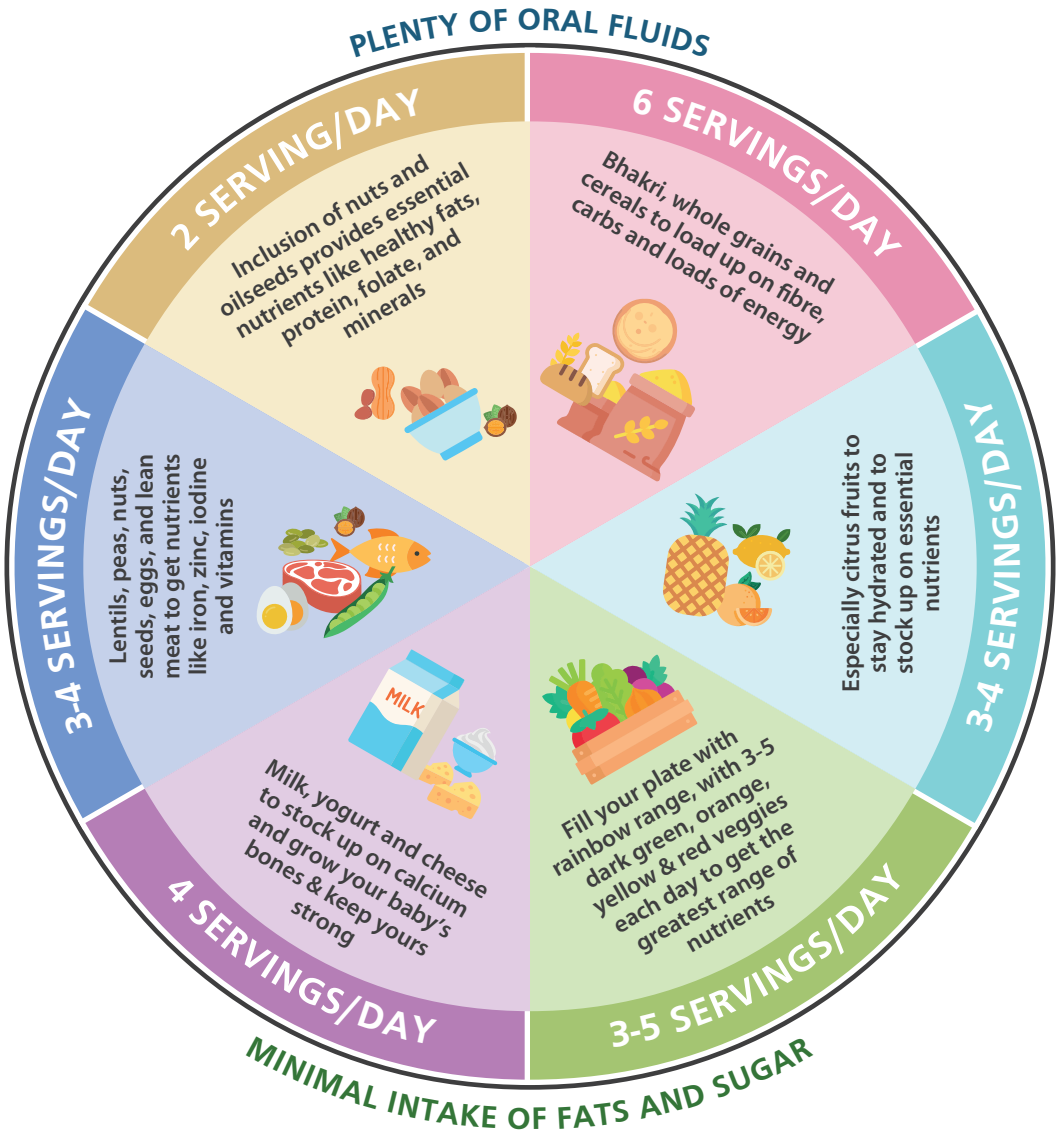 PLENTY OF ORAL FLUIDS
6 SERVINGS/DAY
Bhakri, whole grains and
cereals to load up on fibre,
carbs and loads of energy
3-4 SERVINGS/DAY
Especially citrus fruits to
stay hydrated and to
stock up on essential
nutrients
3-5 SERVINGS/DAY
Fill your plate with
rainbow range, with 3-5
dark green, orange,
yellow & red veggies
each day to get the
greatest range of
nutrients
4 SERVINGS/DAY
MILK
Milk, yogurt and cheese
to stock up on calcium
and grow your baby's
bones & keep yours
strong
3-4 SERVINGS/DAY
Lentils, peas, nuts,
seeds, eggs, and lean
meat to get nutrients
like iron, zinc, iodine
and vitamins
2 SERVING/DAY
Inclusion of nuts and
oilseeds provides essential
nutrients like healthy fats,
protein, folate, and
minerals
MINIMAL INTAKE OF FATS AND SUGAR